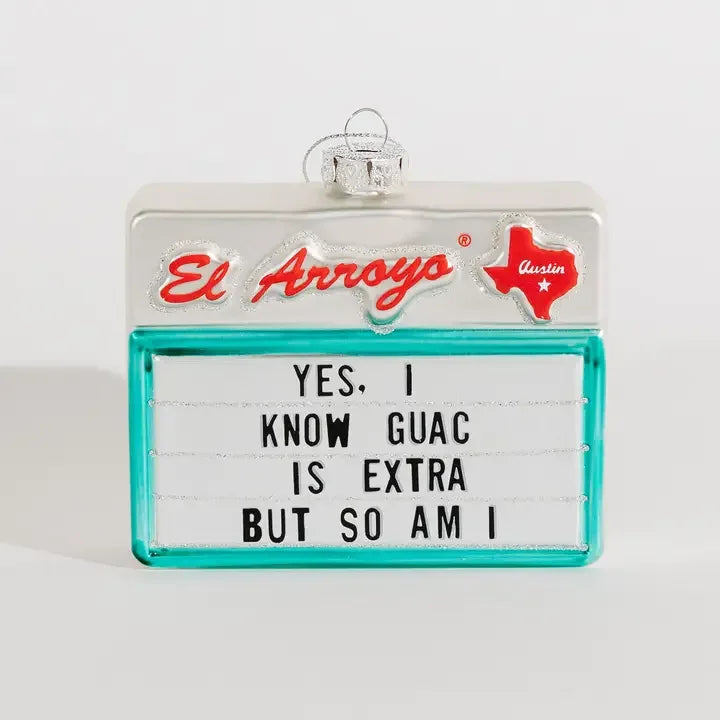 El Arroyo®
Austin
YES, I
KNOW GUAC
IS EXTRA
BUT SO AM I